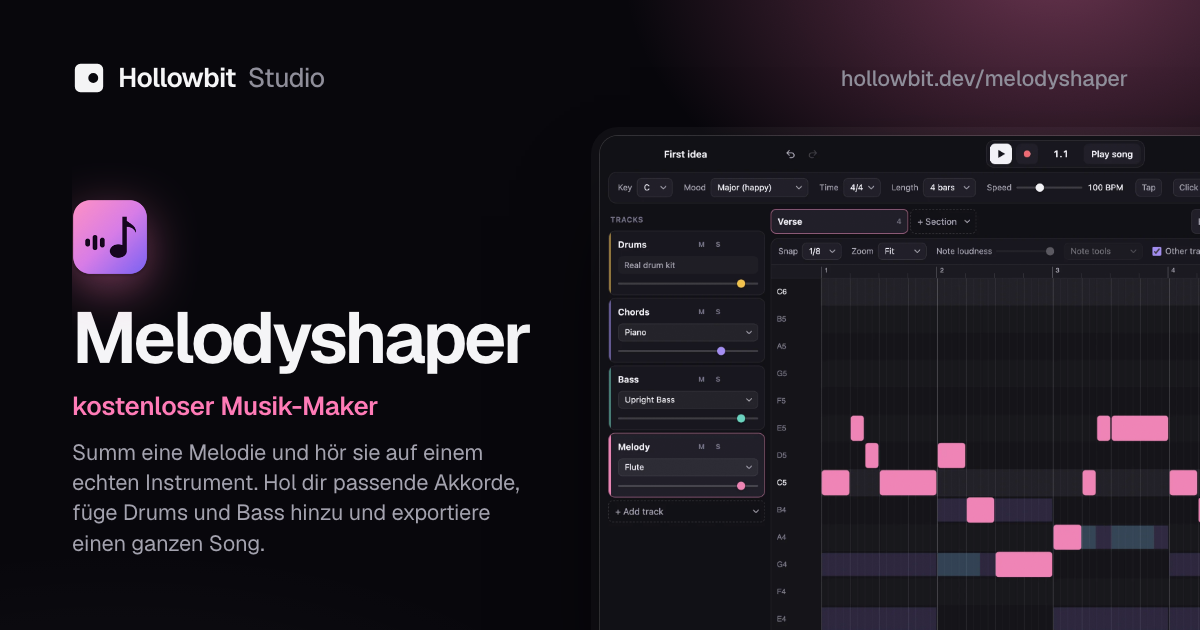 Hollowbit Studio
hollowbit.dev/melodyshaper
Melodyshaper
kostenloser Musik-Maker
Summ eine Melodie und hör sie auf einem
echten Instrument. Hol dir passende Akkorde,
füge Drums und Bass hinzu und exportiere
einen ganzen Song.
First idea
1.1 Play song
Key C Mood Major (happy) Time 4/4 Length 4 bars Speed 100 BPM Tap Click
TRACKS
Verse 4 + Section
Drums M S
Real drum kit
Chords M S
Piano
Bass M S
Upright Bass
Melody M S
Flute
+ Add track
Snap 1/8 Zoom Fit Note loudness Note tools Other
1 2 3 4
C6
B5
A5
G5
F5
E5
D5
C5
B4
A4
G4
F4
E4